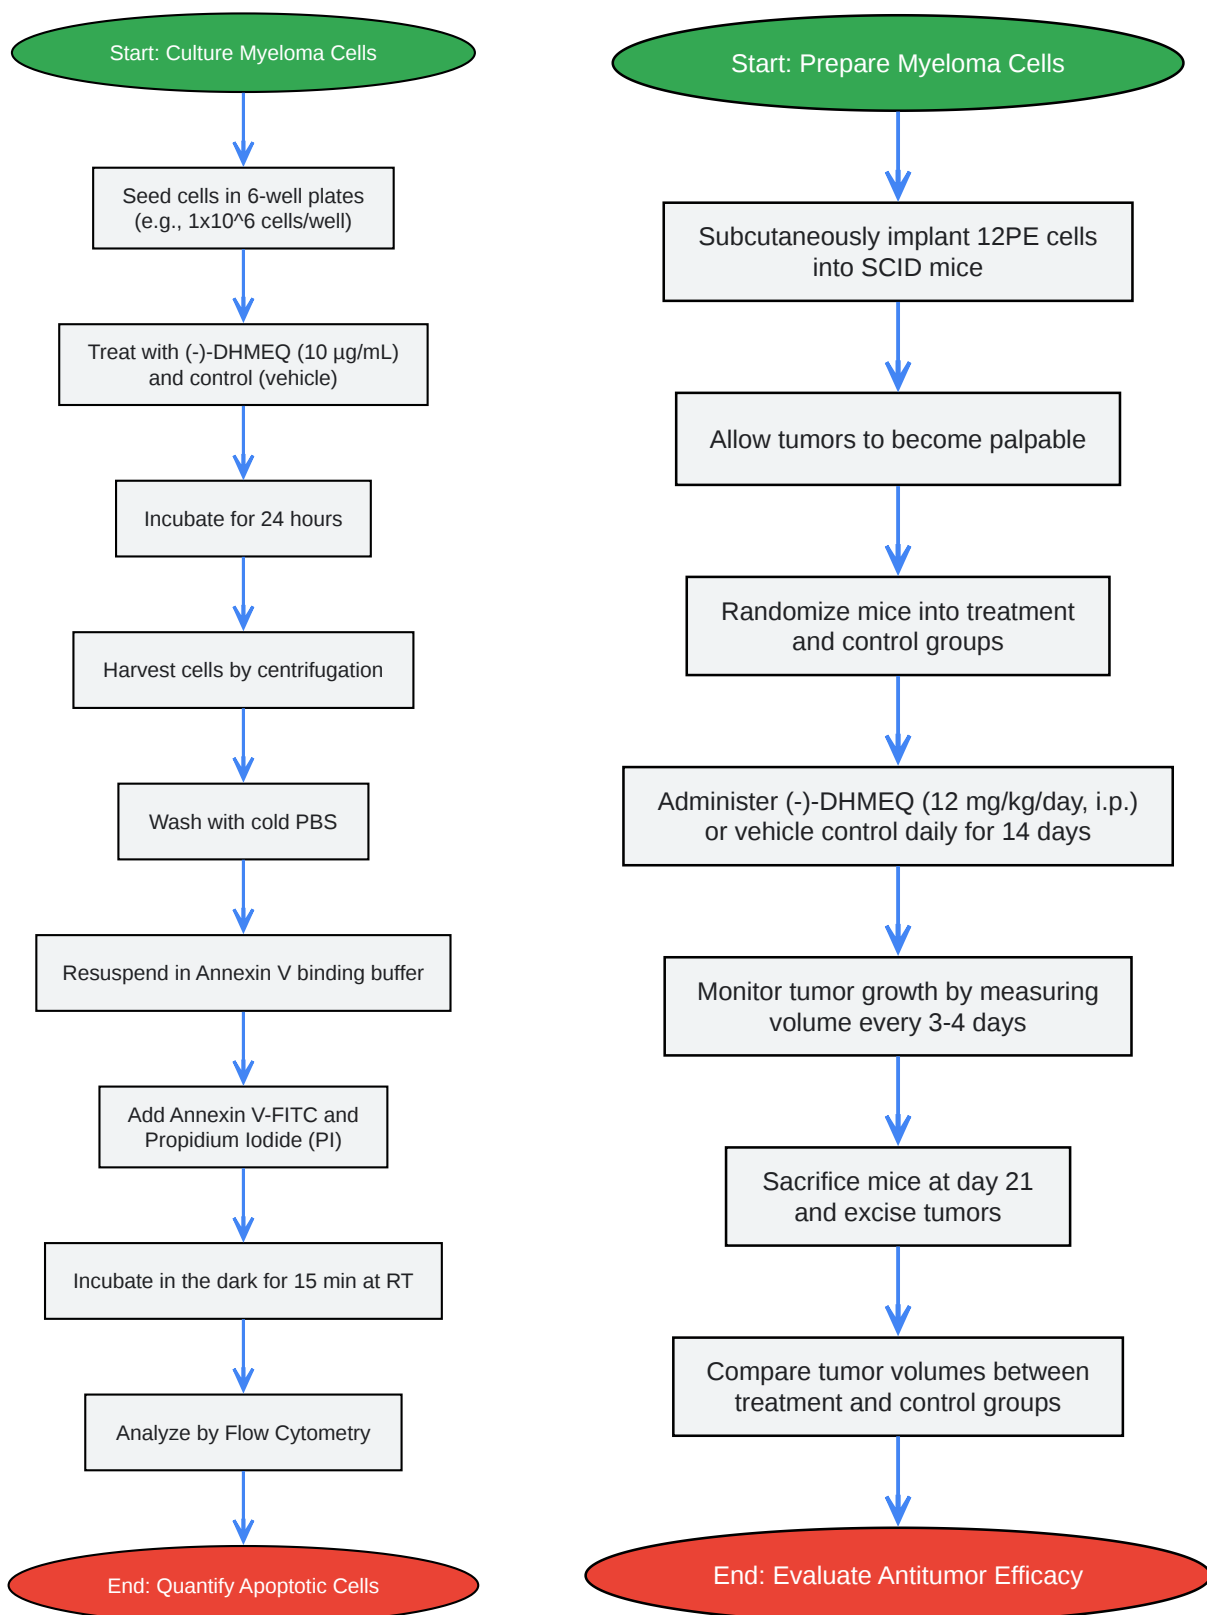 Start: Culture Myeloma Cells
Seed cells in 6-well plates
(e.g., 1x10^6 cells/well)
Treat with (-)-DHMEQ (10 µg/mL)
and control (vehicle)
Incubate for 24 hours
Harvest cells by centrifugation
Wash with cold PBS
Resuspend in Annexin V binding buffer
Add Annexin V-FITC and
Propidium Iodide (PI)
Incubate in the dark for 15 min at RT
Analyze by Flow Cytometry
End: Quantify Apoptotic Cells
Start: Prepare Myeloma Cells
Subcutaneously implant 12PE cells
into SCID mice
Allow tumors to become palpable
Randomize mice into treatment
and control groups
Administer (-)-DHMEQ (12 mg/kg/day, i.p.)
or vehicle control daily for 14 days
Monitor tumor growth by measuring
volume every 3-4 days
Sacrifice mice at day 21
and excise tumors
Compare tumor volumes between
treatment and control groups
End: Evaluate Antitumor Efficacy